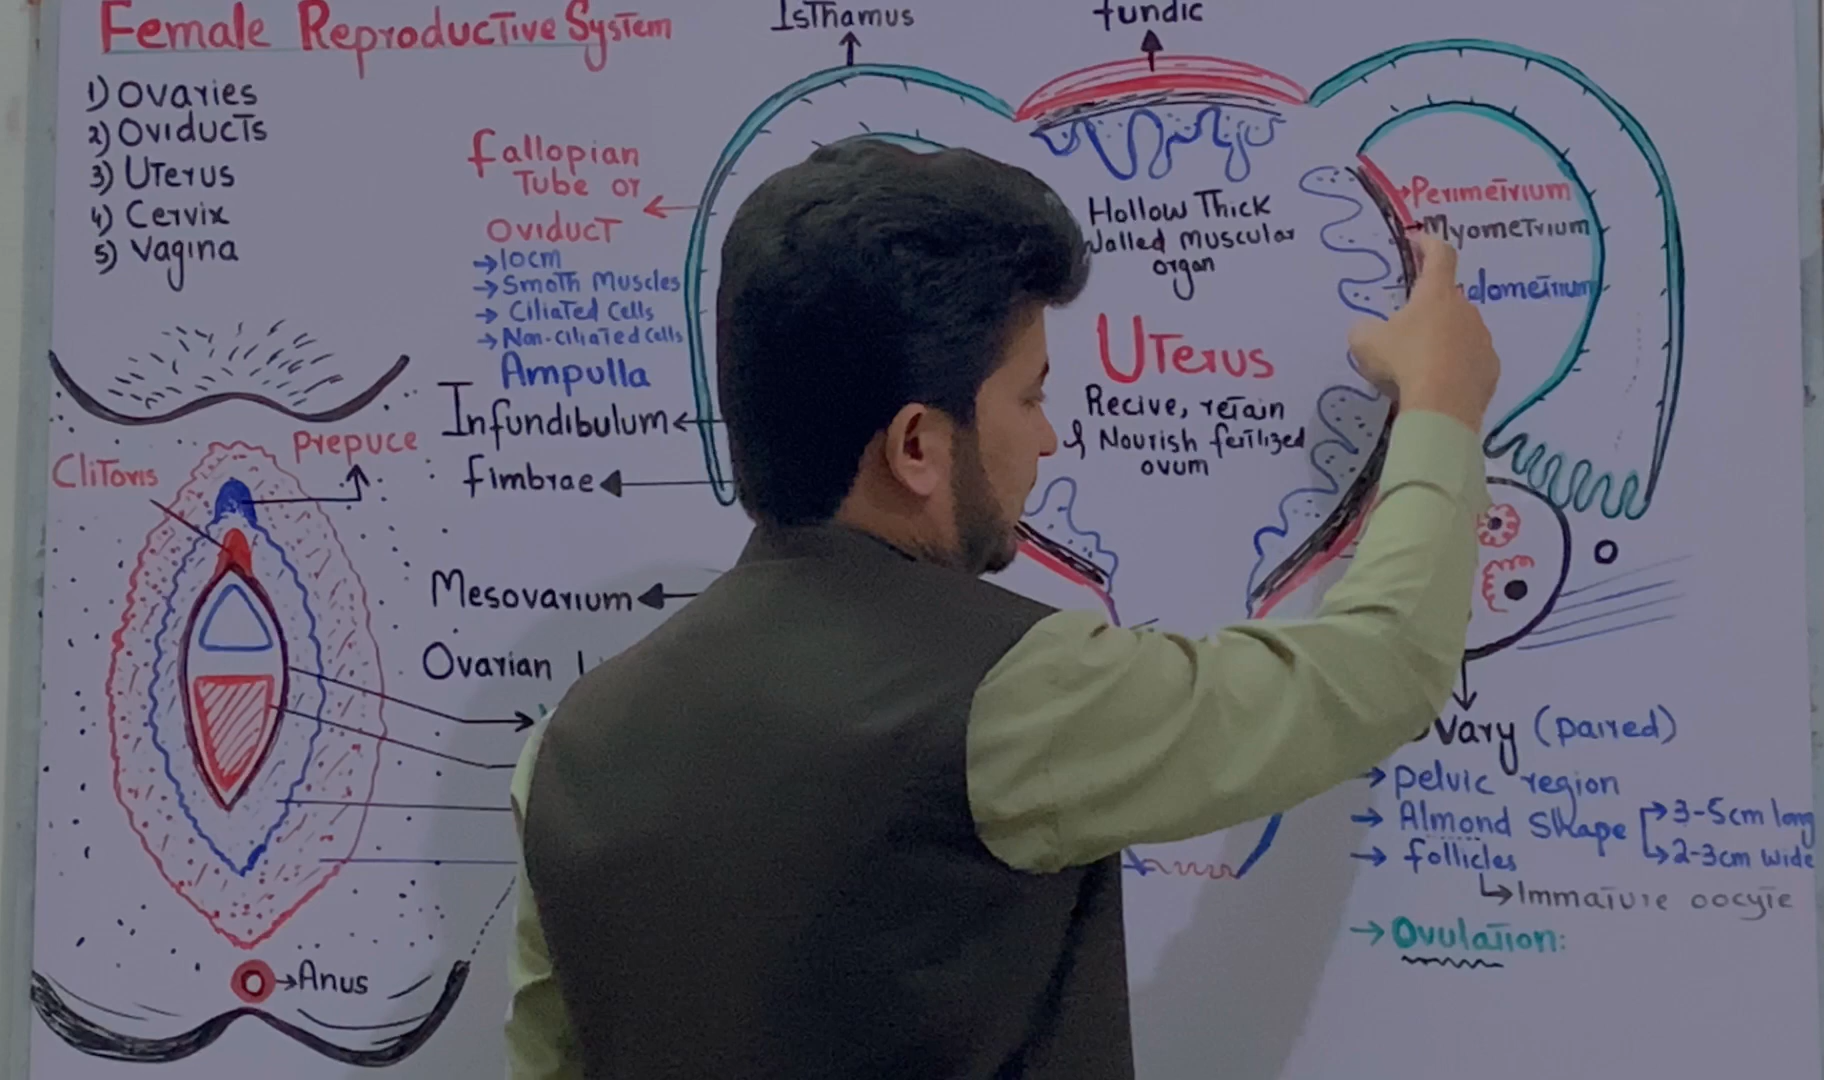 Female Reproductive System
1) Ovaries
2) Oviducts
3) Uterus
4) Cervix
5) Vagina
Isthamus
fundic
fallopian
Tube or
Oviduct
→10cm
→Smoth Muscles
→ Ciliated Cells
→Non-ciliated cells
Ampulla
Infundibulum
fimbrae
Mesovarium
Ovarian
Clitoris
Prepuce
Anus
Hollow Thick
walled muscular
organ
Uterus
Recive, retain
& Nourish fertilized
ovum
Perimetrium
Myometrium
(paired)
→ pelvic region
→ Almond Shape
→3-5cm long
→2-3cm wide
→ follicles
Immature oocyte
→ Ovulation: